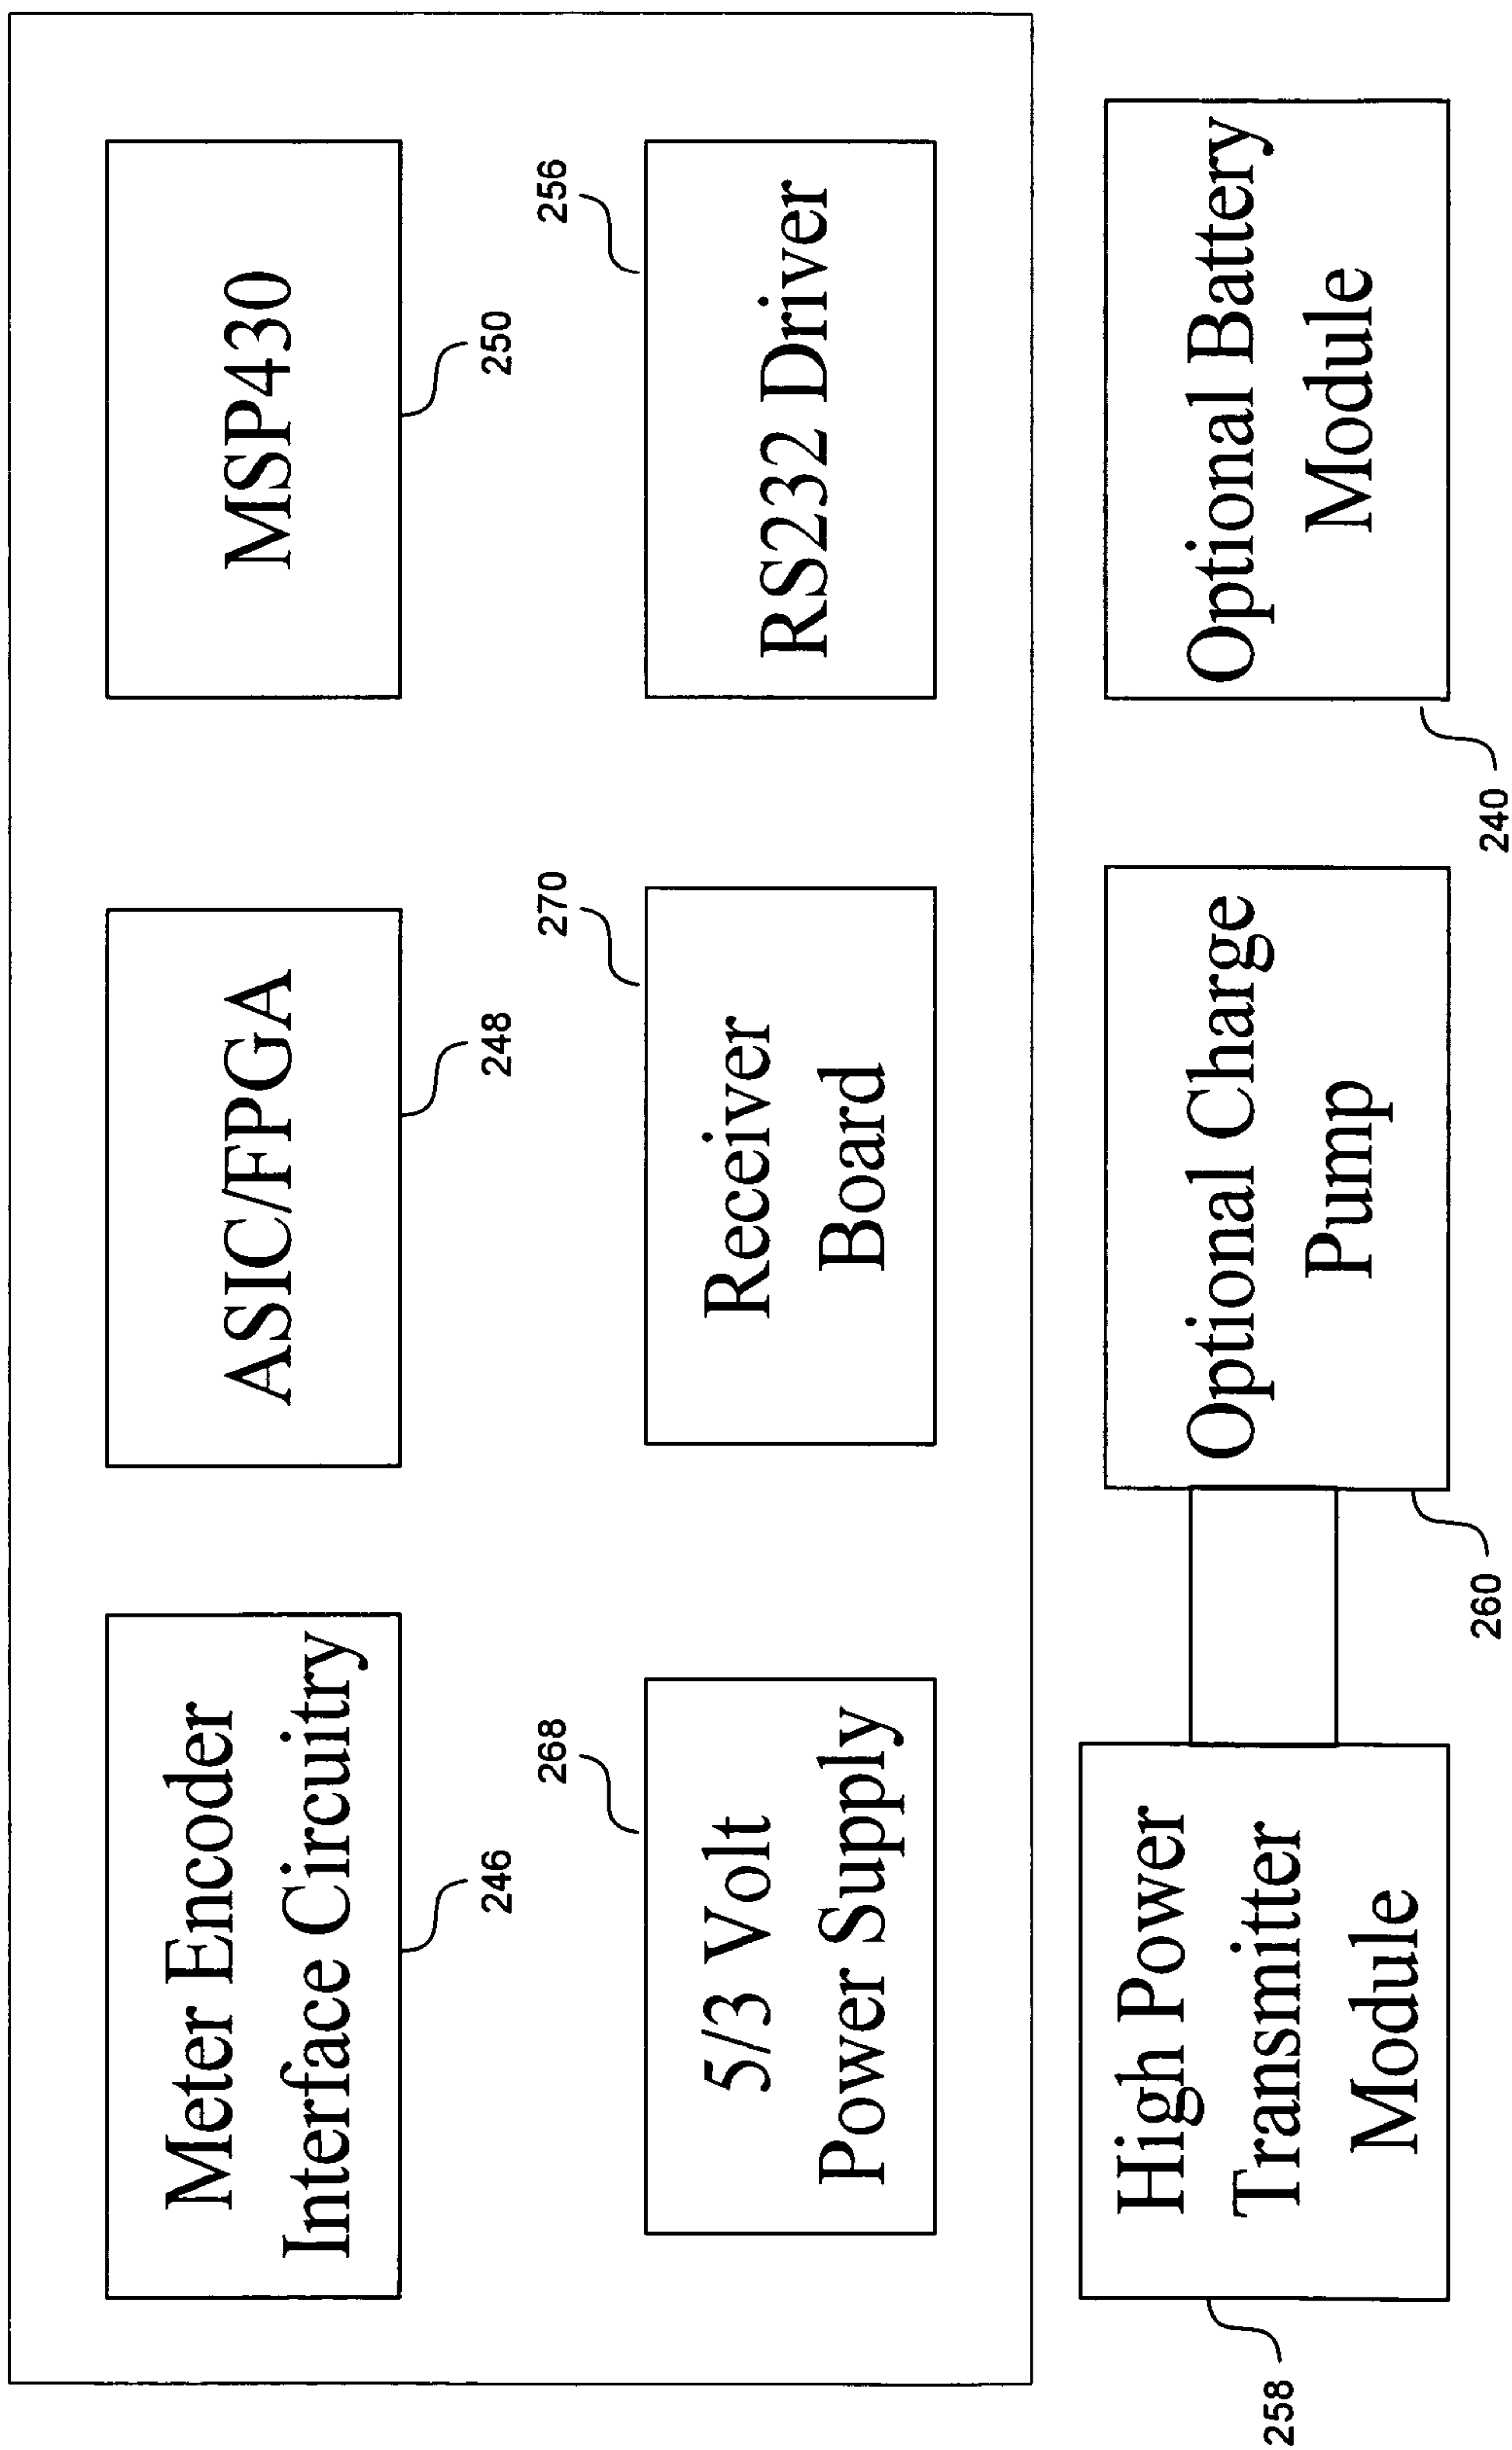 Meter Encoder
Interface Circuitry
246
ASIC/FPGA
248
MSP430
250
268
5/3 Volt
Power Supply
270
Receiver
Board
256
RS232 Driver
High Power
Transmitter
Module
258
Optional Charge
Pump
260
Optional Battery
Module
240